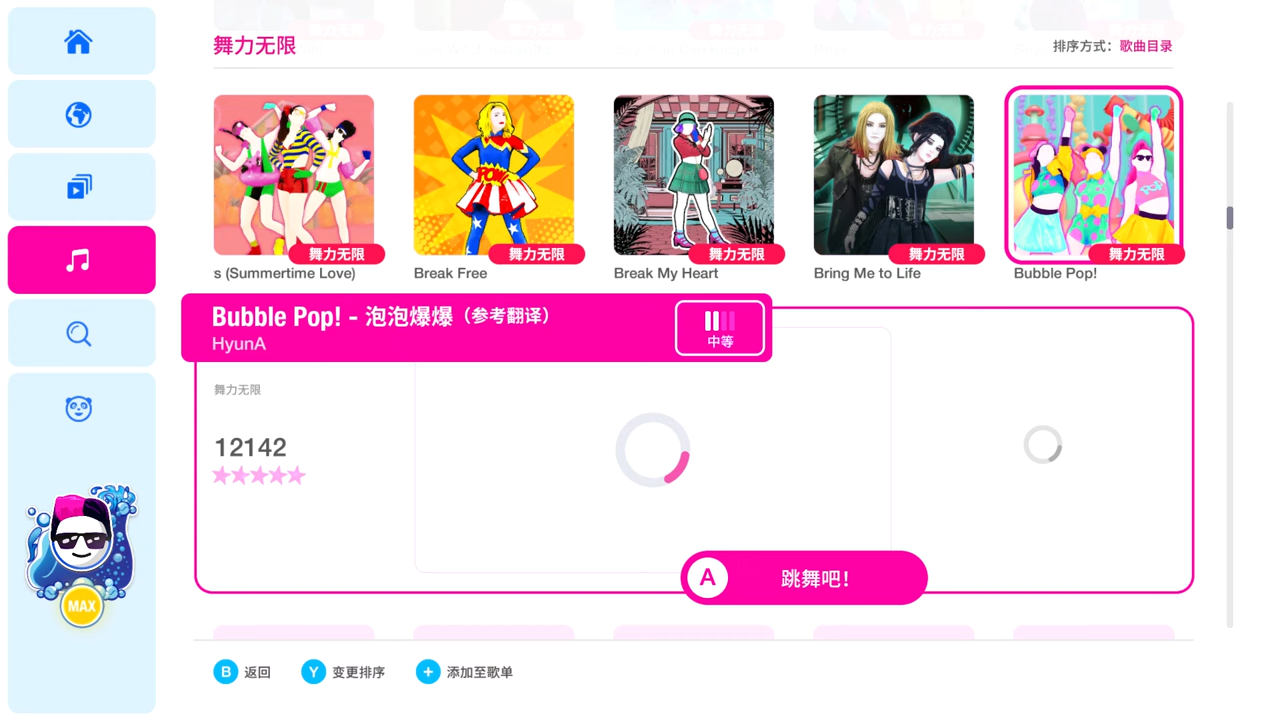 舞力无限
排序方式：歌曲目录
POW
POP
舞力无限
舞力无限
舞力无限
舞力无限
舞力无限
s (Summertime Love)
Break Free
Break My Heart
Bring Me to Life
Bubble Pop!
Bubble Pop! - 泡泡爆爆（参考翻译）
HyunA
中等
舞力无限
12142
A 跳舞吧！
MAX
B 返回
Y 变更排序
+ 添加至歌单